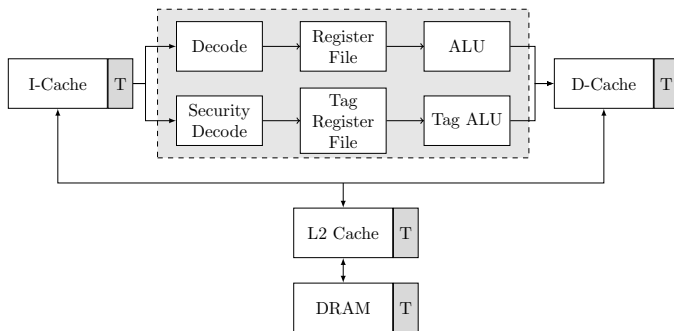 I-Cache
T
Decode
Register
File
ALU
Security
Decode
Tag
Register
File
Tag ALU
D-Cache
T
L2 Cache
T
DRAM
T